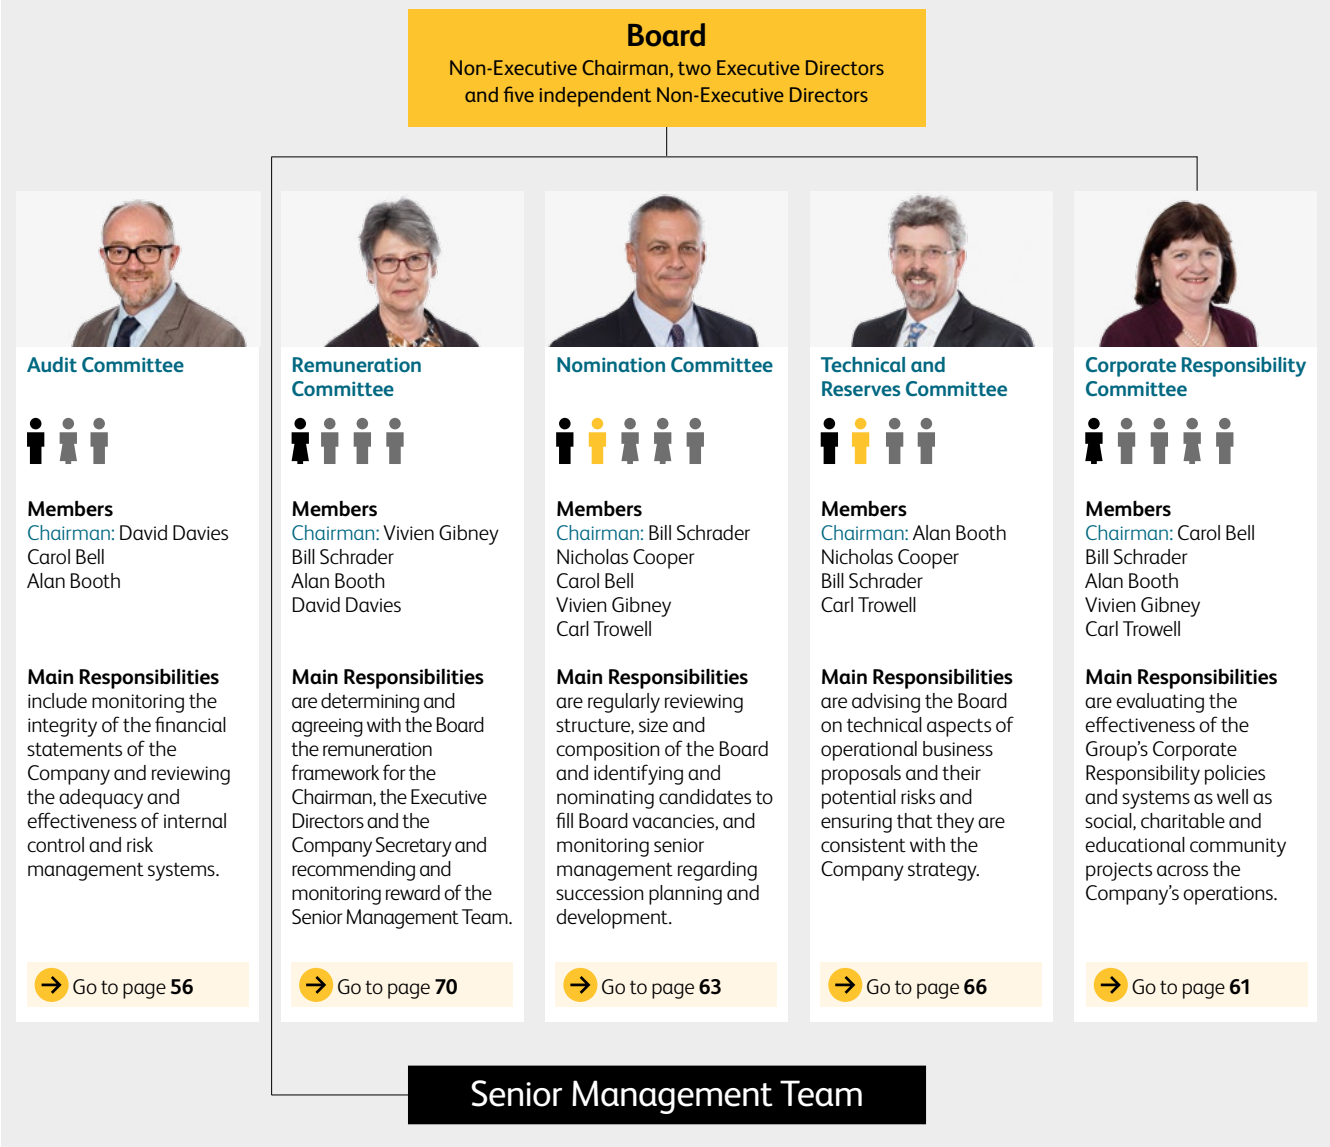 Board
Non-Executive Chairman, two Executive Directors
and five independent Non-Executive Directors
Audit Committee
Members
Chairman: David Davies
Carol Bell
Alan Booth
Main Responsibilities
include monitoring the
integrity of the financial
statements of the
Company and reviewing
the adequacy and
effectiveness of internal
control and risk
management systems.
Go to page 56
Remuneration
Committee
Members
Chairman: Vivien Gibney
Bill Schrader
Alan Booth
David Davies
Main Responsibilities
are determining and
agreeing with the Board
the remuneration
framework for the
Chairman, the Executive
Directors and the
Company Secretary and
recommending and
monitoring reward of the
Senior Management Team.
Go to page 70
Nomination Committee
Members
Chairman: Bill Schrader
Nicholas Cooper
Carol Bell
Vivien Gibney
Carl Trowell
Main Responsibilities
are regularly reviewing
structure, size and
composition of the Board
and identifying and
nominating candidates to
fill Board vacancies, and
monitoring senior
management regarding
succession planning and
development.
Go to page 63
Technical and
Reserves Committee
Members
Chairman: Alan Booth
Nicholas Cooper
Bill Schrader
Carl Trowell
Main Responsibilities
are advising the Board
on technical aspects of
operational business
proposals and their
potential risks and
ensuring that they are
consistent with the
Company strategy.
Go to page 66
Corporate Responsibility
Committee
Members
Chairman: Carol Bell
Bill Schrader
Alan Booth
Vivien Gibney
Carl Trowell
Main Responsibilities
are evaluating the
effectiveness of the
Group's Corporate
Responsibility policies
and systems as well as
social, charitable and
educational community
projects across the
Company's operations.
Go to page 61
Senior Management Team